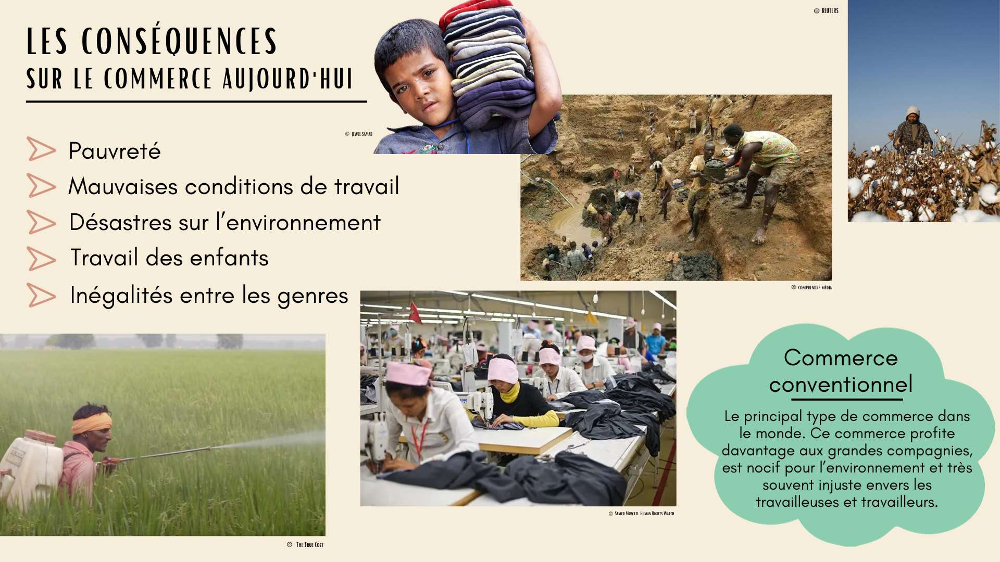 LES CONSÉQUENCES
SUR LE COMMERCE AUJOURD'HUI
© REUTERS
© JEWEL SAMAD
Pauvreté
Mauvaises conditions de travail
Désastres sur l'environnement
Travail des enfants
Inégalités entre les genres
© COMPRENDRE MÉDIA
Commerce
conventionnel
Le principal type de commerce dans
le monde. Ce commerce profite
davantage aux grandes compagnies,
est nocif pour l'environnement et très
souvent injuste envers les
travailleuses et travailleurs.
© Samer Muscati, Human Rights Watch
© The True Cost